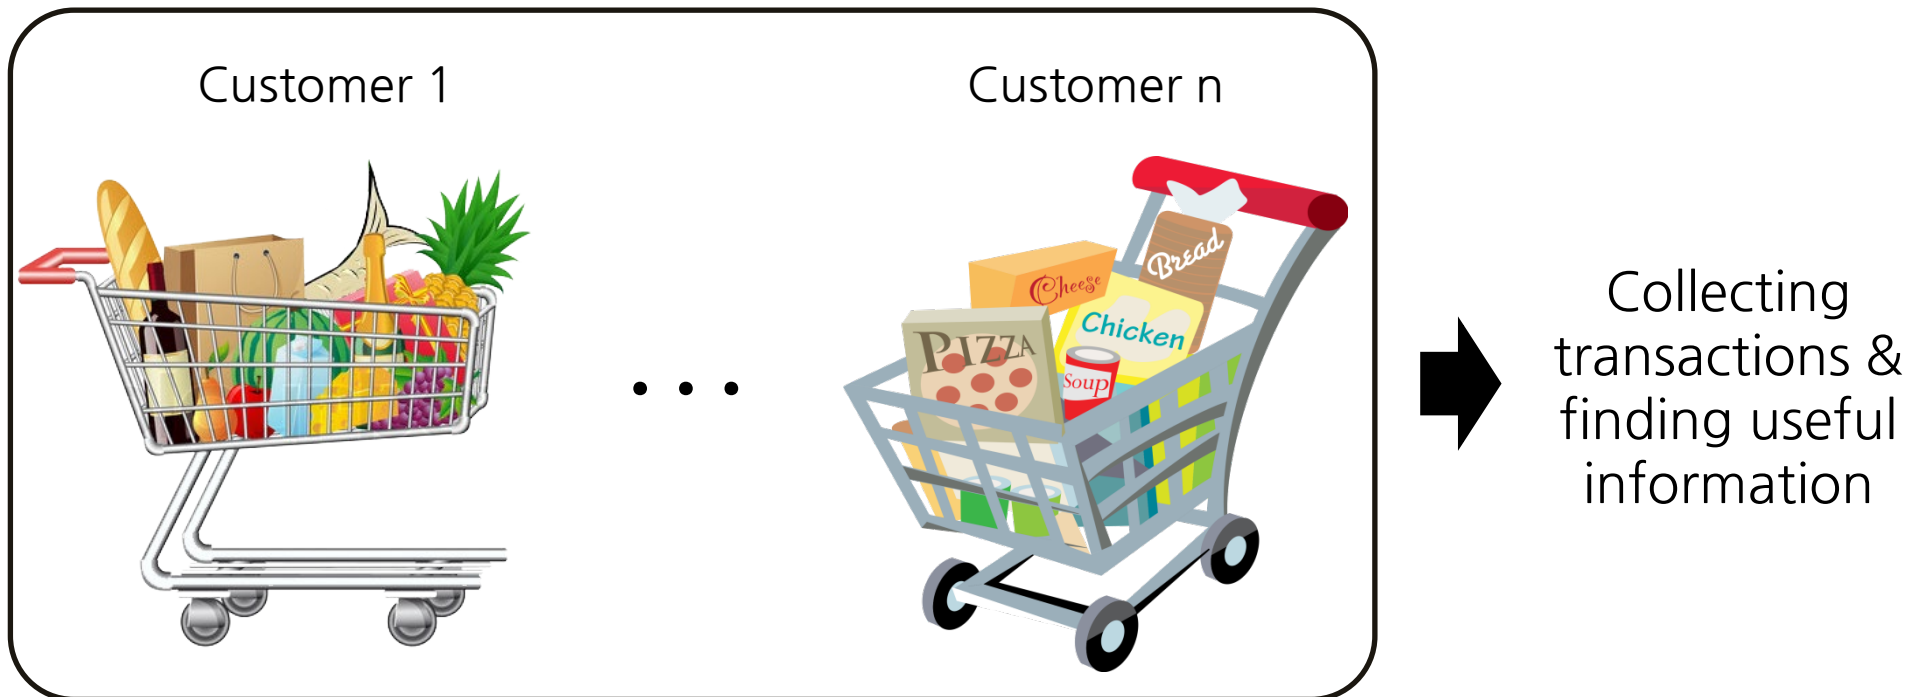 Customer 1
Customer n
Bread
Cheese
Chicken
PIZZA
Soup
. . .
Collecting
transactions &
finding useful
information